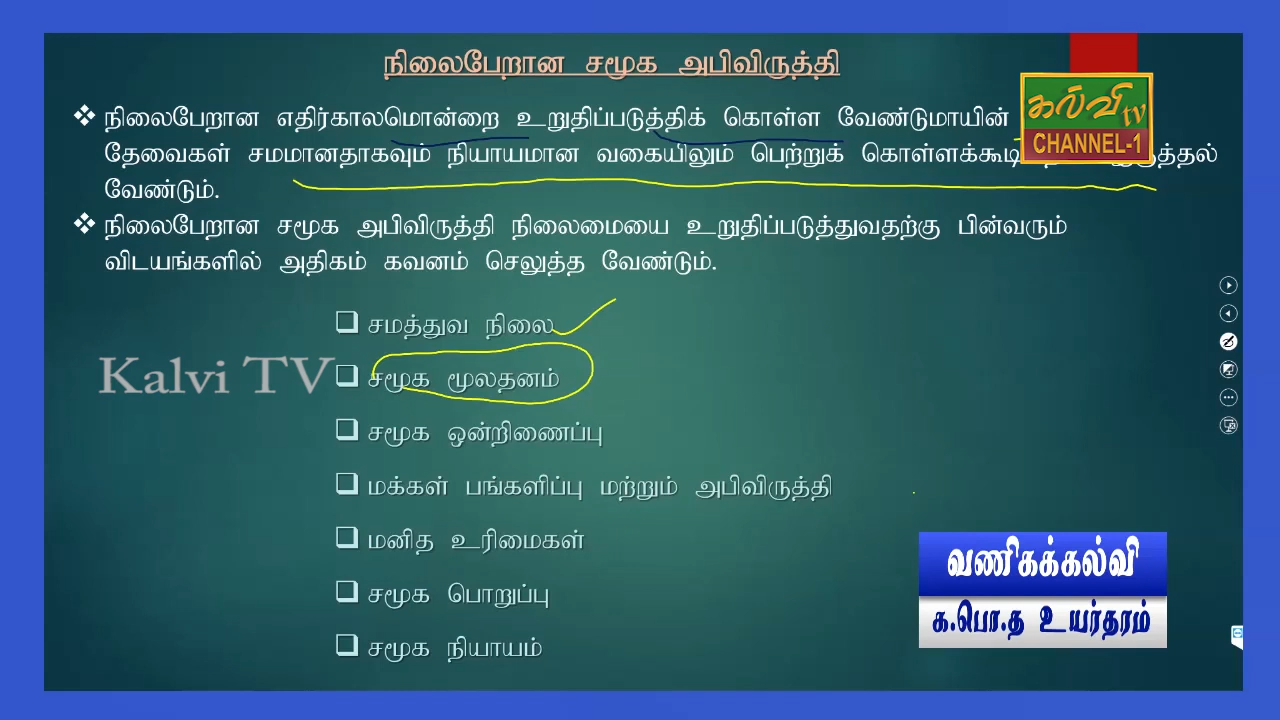 நிலைபேறான சமூக அபிவிருத்தி
கல்வி tv
CHANNEL-1
❖ நிலைபேறான எதிர்காலமொன்றை உறுதிப்படுத்திக் கொள்ள வேண்டுமாயின்
தேவைகள் சமமானதாகவும் நியாயமான வகையிலும் பெற்றுக் கொள்ளக்கூடி
வேண்டும்.
❖ நிலைபேறான சமூக அபிவிருத்தி நிலைமையை உறுதிப்படுத்துவதற்கு பின்வரும்
விடயங்களில் அதிகம் கவனம் செலுத்த வேண்டும்.
❑ சமத்துவ நிலை
Kalvi TV
❑ சமூக மூலதனம்
❑ சமூக ஒன்றிணைப்பு
❑ மக்கள் பங்களிப்பு மற்றும் அபிவிருத்தி
❑ மனித உரிமைகள்
❑ சமூக பொறுப்பு
❑ சமூக நியாயம்
வணிகக்கல்வி
க.பொ.த உயர்தரம்